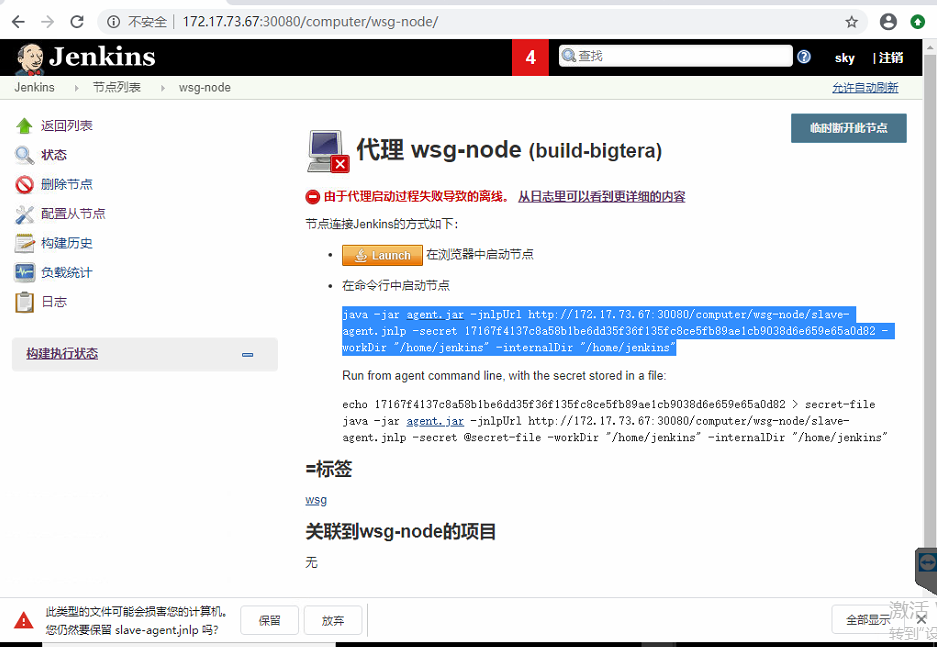 不安全 172.17.73.67:30080/computer/wsg-node/
Jenkins
4
查找
sky
| 注销
Jenkins
节点列表
wsg-node
允许自动刷新
返回列表
状态
删除节点
配置从节点
构建历史
负载统计
日志
构建执行状态
临时断开此节点
代理 wsg-node (build-bigtera)
由于代理启动过程失败导致的离线。 从日志里可以看到更详细的内容
节点连接Jenkins的方式如下：
Launch 在浏览器中启动节点
在命令行中启动节点
java -jar agent.jar -jnlpUrl http://172.17.73.67:30080/computer/wsg-node/slave-
agent.jnlp -secret 17167f4137c8a58b1be6dd35f36f135fc8ce5fb89ae1cb9038d6e659e65a0d82 -
workDir "/home/jenkins" -internalDir "/home/jenkins"
Run from agent command line, with the secret stored in a file:
echo 17167f4137c8a58b1be6dd35f36f135fc8ce5fb89ae1cb9038d6e659e65a0d82 > secret-file
java -jar agent.jar -jnlpUrl http://172.17.73.67:30080/computer/wsg-node/slave-
agent.jnlp -secret @secret-file -workDir "/home/jenkins" -internalDir "/home/jenkins"
=标签
wsg
关联到wsg-node的项目
无
此类型的文件可能会损害您的计算机。
您仍然要保留 slave-agent.jnlp 吗?
保留
放弃
全部显示
激活
转到"设